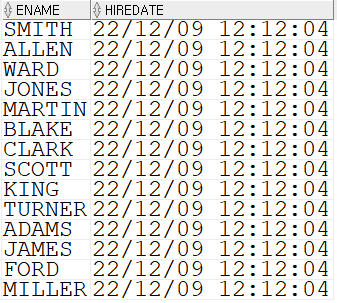 ENAME HIREDATE
SMITH 22/12/09 12:12:04
ALLEN 22/12/09 12:12:04
WARD 22/12/09 12:12:04
JONES 22/12/09 12:12:04
MARTIN 22/12/09 12:12:04
BLAKE 22/12/09 12:12:04
CLARK 22/12/09 12:12:04
SCOTT 22/12/09 12:12:04
KING 22/12/09 12:12:04
TURNER 22/12/09 12:12:04
ADAMS 22/12/09 12:12:04
JAMES 22/12/09 12:12:04
FORD 22/12/09 12:12:04
MILLER 22/12/09 12:12:04